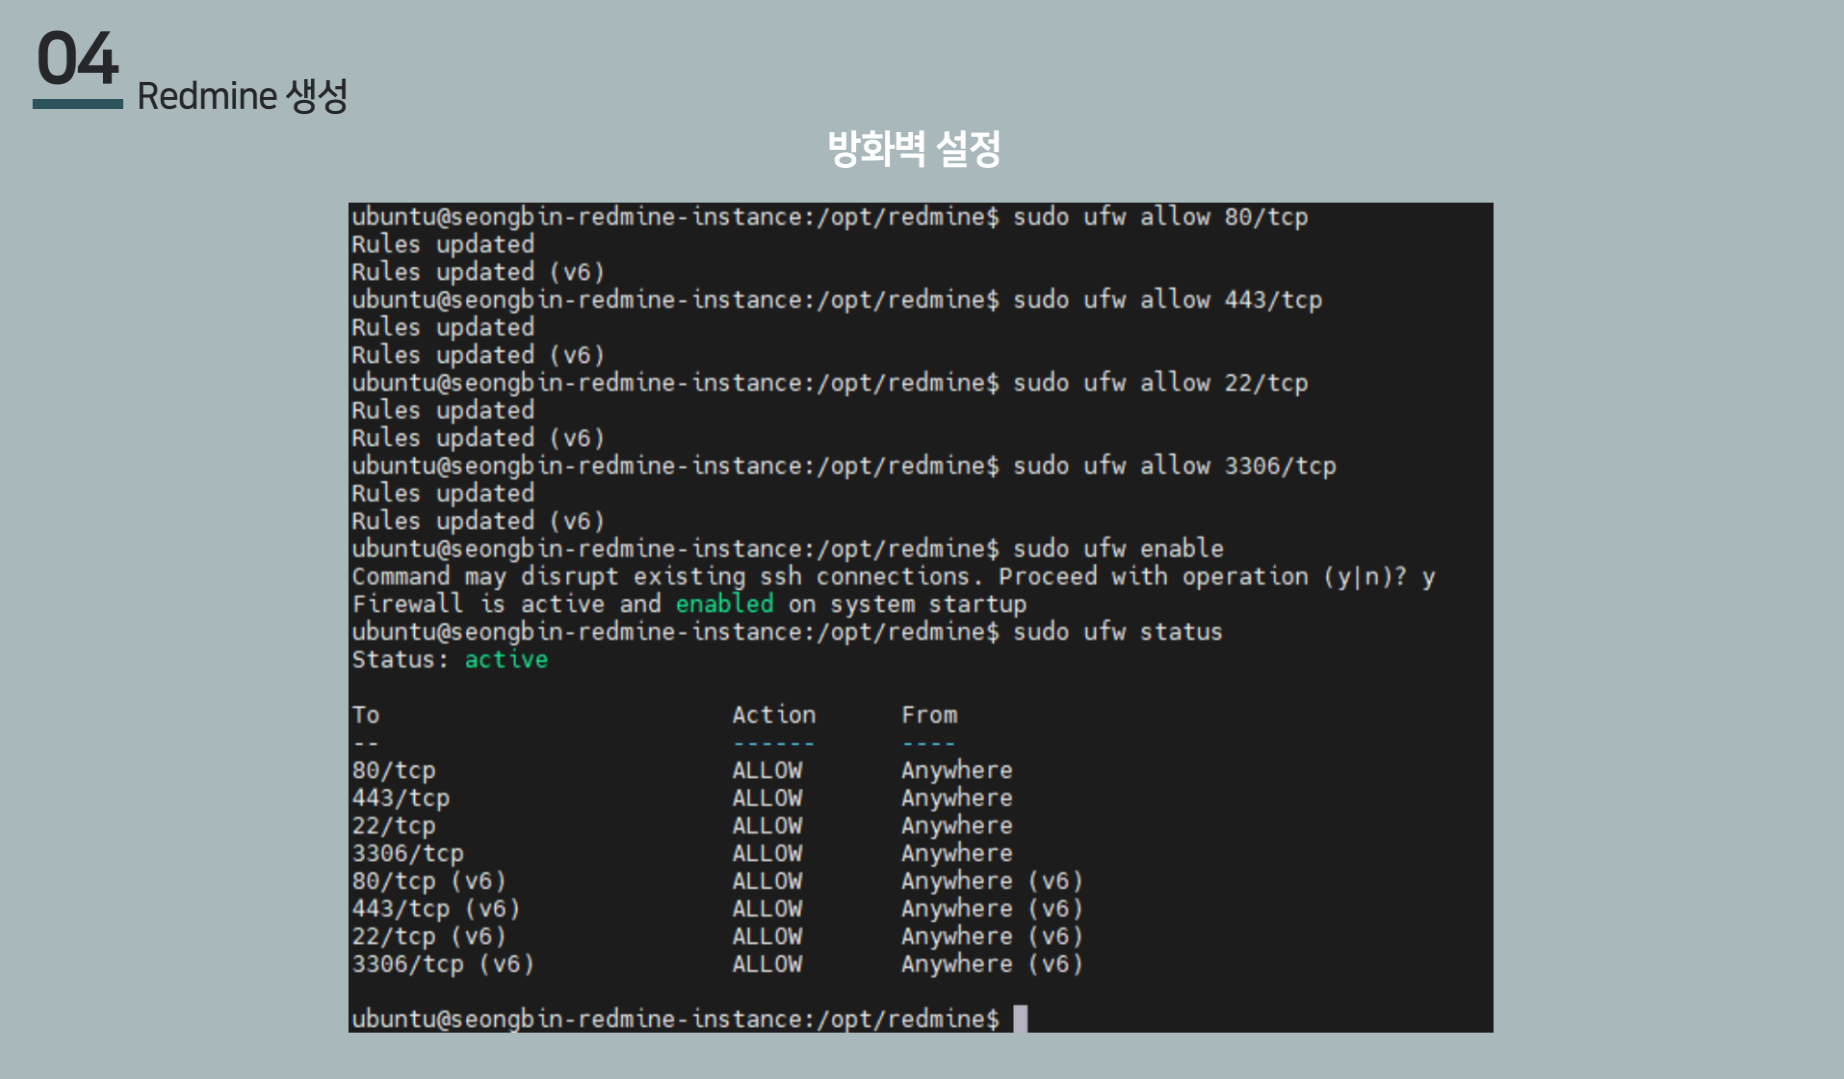 04
Redmine 생성
방화벽 설정
ubuntu@seongbin-redmine-instance:/opt/redmine$ sudo ufw allow 80/tcp
Rules updated
Rules updated (v6)
ubuntu@seongbin-redmine-instance:/opt/redmine$ sudo ufw allow 443/tcp
Rules updated
Rules updated (v6)
ubuntu@seongbin-redmine-instance:/opt/redmine$ sudo ufw allow 22/tcp
Rules updated
Rules updated (v6)
ubuntu@seongbin-redmine-instance:/opt/redmine$ sudo ufw allow 3306/tcp
Rules updated
Rules updated (v6)
ubuntu@seongbin-redmine-instance:/opt/redmine$ sudo ufw enable
Command may disrupt existing ssh connections. Proceed with operation (y|n)? y
Firewall is active and enabled on system startup
ubuntu@seongbin-redmine-instance:/opt/redmine$ sudo ufw status
Status: active
To Action From
-- ------ ----
80/tcp ALLOW Anywhere
443/tcp ALLOW Anywhere
22/tcp ALLOW Anywhere
3306/tcp ALLOW Anywhere
80/tcp (v6) ALLOW Anywhere (v6)
443/tcp (v6) ALLOW Anywhere (v6)
22/tcp (v6) ALLOW Anywhere (v6)
3306/tcp (v6) ALLOW Anywhere (v6)
ubuntu@seongbin-redmine-instance:/opt/redmine$